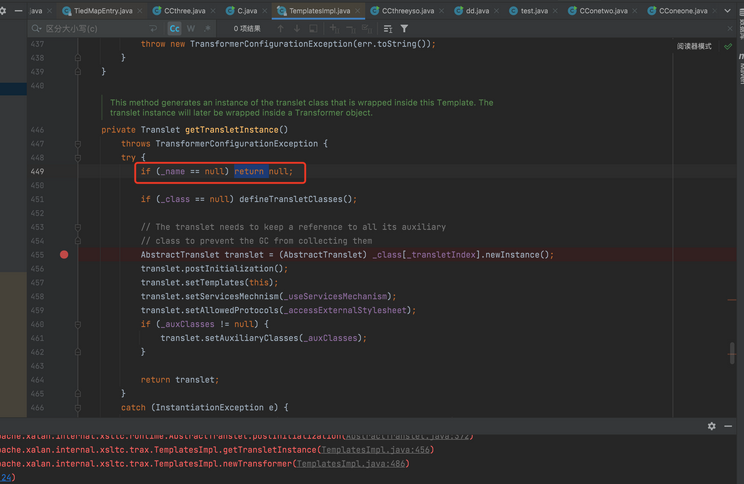 .java TiedMapEntry.java CCthree.java C.java TemplatesImpl.java CCthreeyso.java dd.java test.java CConetwo.java CConeone.java
区分大小写(c) Cc W .* 0 项结果
阅读器模式
Maven
437 throw new TransformerConfigurationException(err.toString());
438 }
439 }
448
This method generates an instance of the translet class that is wrapped inside this Template. The
translet instance will later be wrapped inside a Transformer object.
446 private Translet getTransletInstance()
447 throws TransformerConfigurationException {
448 try {
449 if (_name == null) return null;
450
451 if (_class == null) defineTransletClasses();
452
453 // The translet needs to keep a reference to all its auxiliary
454 // class to prevent the GC from collecting them
455 AbstractTranslet translet = (AbstractTranslet) _class[_transletIndex].newInstance();
456 translet.postInitialization();
457 translet.setTemplates(this);
458 translet.setServicesMechnism(_useServicesMechanism);
459 translet.setAllowedProtocols(_accessExternalStylesheet);
460 if (_auxClasses != null) {
461 translet.setAuxiliaryClasses(_auxClasses);
462 }
463
464 return translet;
465 }
466 catch (InstantiationException e) {
pache.xalan.internal.xsltc.runtime.AbstractTranslet.postInitialization(AbstractTranslet.java:372)
pache.xalan.internal.xsltc.trax.TemplatesImpl.getTransletInstance(TemplatesImpl.java:456)
pache.xalan.internal.xsltc.trax.TemplatesImpl.newTransformer(TemplatesImpl.java:486)
24)